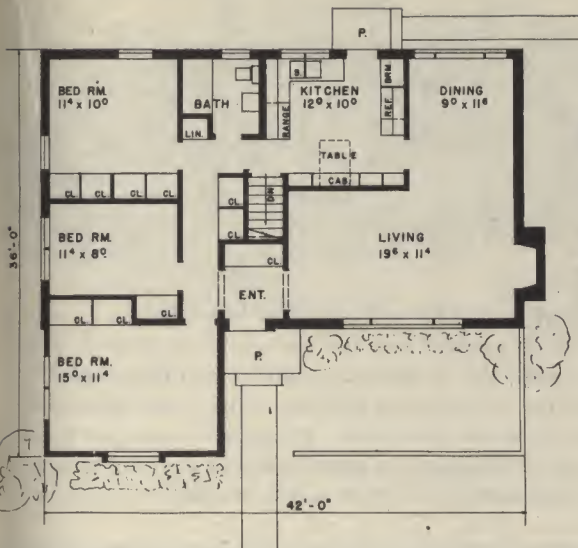 P.
BED RM.
11⁴ x 10⁰
BATH
LIN.
S.
KITCHEN
12⁰ x 10⁰
RANGE
BRM.
REF.
DINING
9⁰ x 11⁶
TABLE
CAB.
CL. CL. CL. CL.
CL.
DN.
CL.
BED RM.
11⁴ x 8⁰
LIVING
19⁶ x 11⁴
CL.
ENT.
CL. CL. CL.
P.
BED RM.
15⁰ x 11⁴
36'-0"
42'-0"